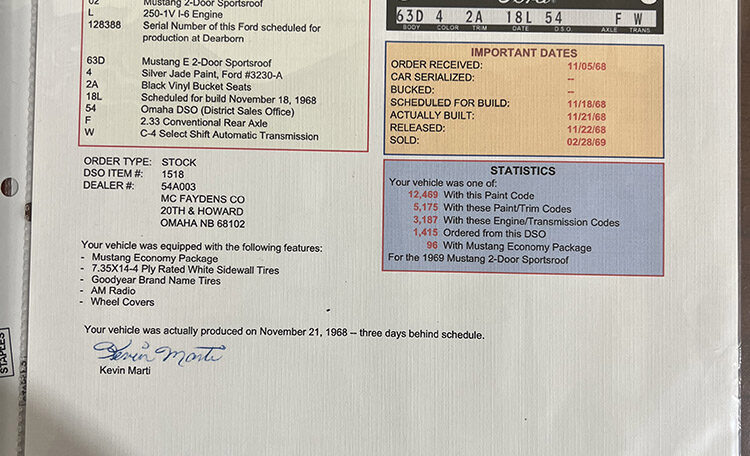 02 Mustang 2-Door Sportsroof
L 250-1V I-6 Engine
128388 Serial Number of this Ford scheduled for
production at Dearborn
63D Mustang E 2-Door Sportsroof
4 Silver Jade Paint, Ford #3230-A
2A Black Vinyl Bucket Seats
18L Scheduled for build November 18, 1968
54 Omaha DSO (District Sales Office)
F 2.33 Conventional Rear Axle
W C-4 Select Shift Automatic Transmission
63D 4 2A 18L 54 F W
BODY COLOR TRIM DATE D.S.O. AXLE TRANS
IMPORTANT DATES
ORDER RECEIVED: 11/05/68
CAR SERIALIZED: --
BUCKED: --
SCHEDULED FOR BUILD: 11/18/68
ACTUALLY BUILT: 11/21/68
RELEASED: 11/22/68
SOLD: 02/28/69
ORDER TYPE: STOCK
DSO ITEM #: 1518
DEALER #: 54A003
MC FAYDENS CO
20TH & HOWARD
OMAHA NB 68102
STATISTICS
Your vehicle was one of:
12,469 With this Paint Code
5,175 With these Paint/Trim Codes
3,187 With these Engine/Transmission Codes
1,415 Ordered from this DSO
96 With Mustang Economy Package
For the 1969 Mustang 2-Door Sportsroof
Your vehicle was equipped with the following features:
- Mustang Economy Package
- 7.35X14-4 Ply Rated White Sidewall Tires
- Goodyear Brand Name Tires
- AM Radio
- Wheel Covers
Your vehicle was actually produced on November 21, 1968 -- three days behind schedule.
Kevin Marti
Kevin Marti
STAPLES